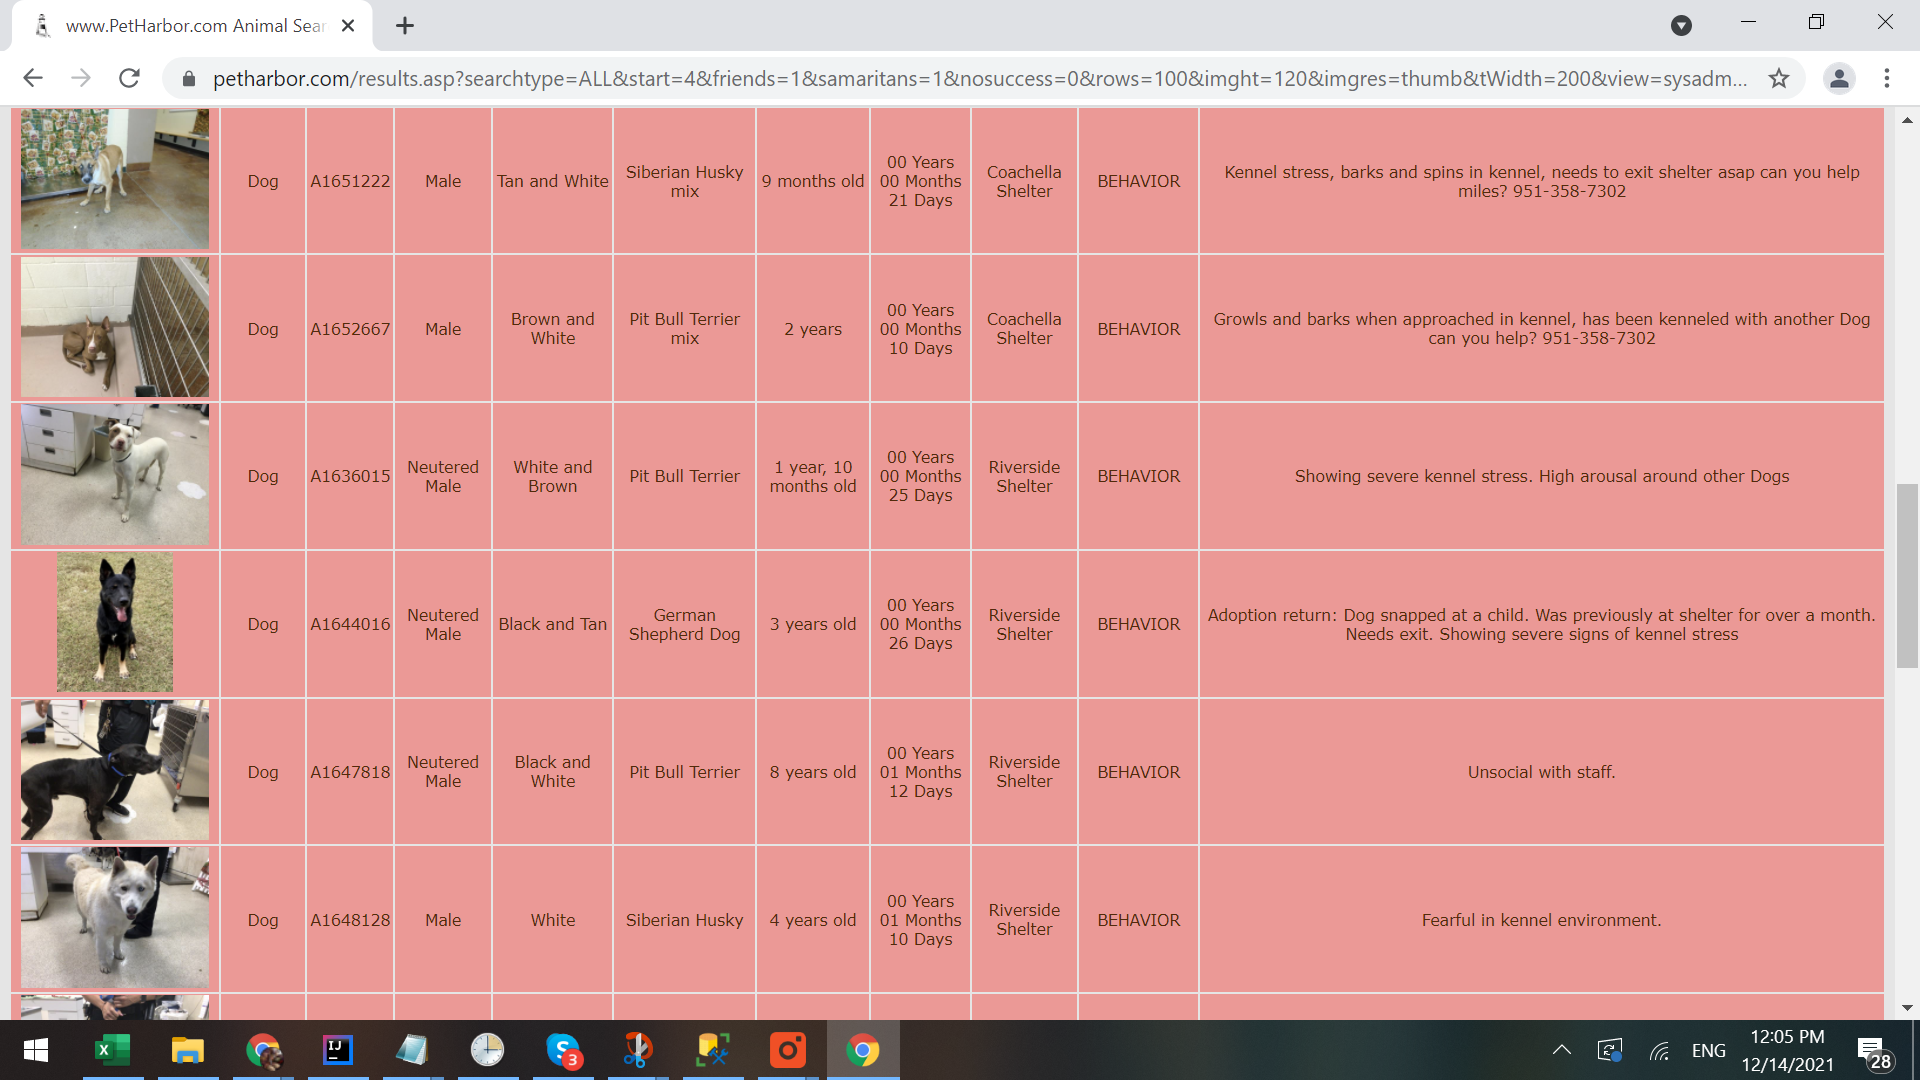 www.PetHarbor.com Animal Sear
petharbor.com/results.asp?searchtype=ALL&start=4&friends=1&samaritans=1&nosuccess=0&rows=100&imght=120&imgres=thumb&tWidth=200&view=sysadm...
Dog
A1651222
Male
Tan and White
Siberian Husky
mix
9 months old
00 Years
00 Months
21 Days
Coachella
Shelter
BEHAVIOR
Kennel stress, barks and spins in kennel, needs to exit shelter asap can you help
miles? 951-358-7302
Dog
A1652667
Male
Brown and
White
Pit Bull Terrier
mix
2 years
00 Years
00 Months
10 Days
Coachella
Shelter
BEHAVIOR
Growls and barks when approached in kennel, has been kenneled with another Dog
can you help? 951-358-7302
Dog
A1636015
Neutered
Male
White and
Brown
Pit Bull Terrier
1 year, 10
months old
00 Years
00 Months
25 Days
Riverside
Shelter
BEHAVIOR
Showing severe kennel stress. High arousal around other Dogs
Dog
A1644016
Neutered
Male
Black and Tan
German
Shepherd Dog
3 years old
00 Years
00 Months
26 Days
Riverside
Shelter
BEHAVIOR
Adoption return: Dog snapped at a child. Was previously at shelter for over a month.
Needs exit. Showing severe signs of kennel stress
Dog
A1647818
Neutered
Male
Black and
White
Pit Bull Terrier
8 years old
00 Years
01 Months
12 Days
Riverside
Shelter
BEHAVIOR
Unsocial with staff.
Dog
A1648128
Male
White
Siberian Husky
4 years old
00 Years
01 Months
10 Days
Riverside
Shelter
BEHAVIOR
Fearful in kennel environment.
X
IJ
S
3
ENG
12:05 PM
12/14/2021
28